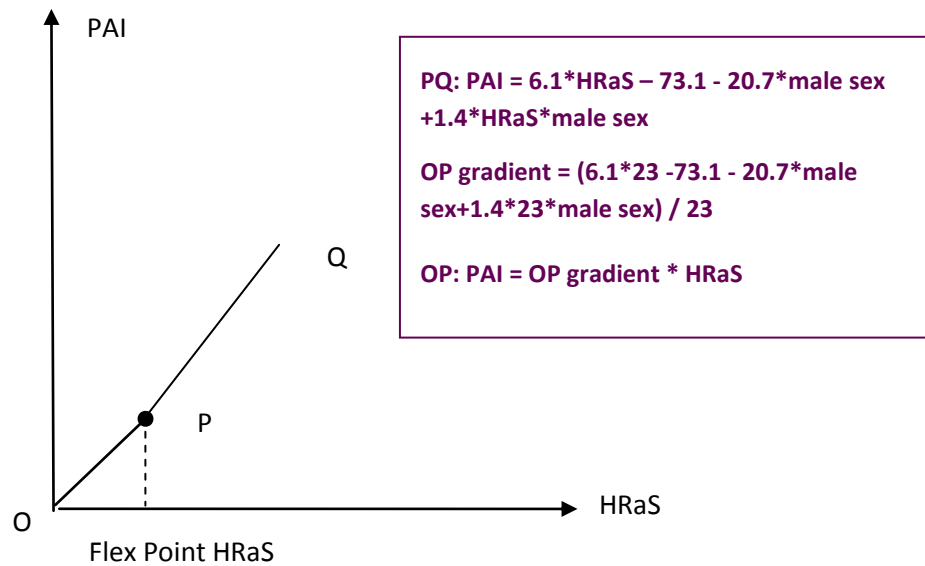 PAI
PQ: PAI = 6.1*HRaS – 73.1 - 20.7*male sex
+1.4*HRaS*male sex
OP gradient = (6.1*23 -73.1 - 20.7*male
sex+1.4*23*male sex) / 23
OP: PAI = OP gradient * HRaS
Q
P
HRaS
O
Flex Point HRaS